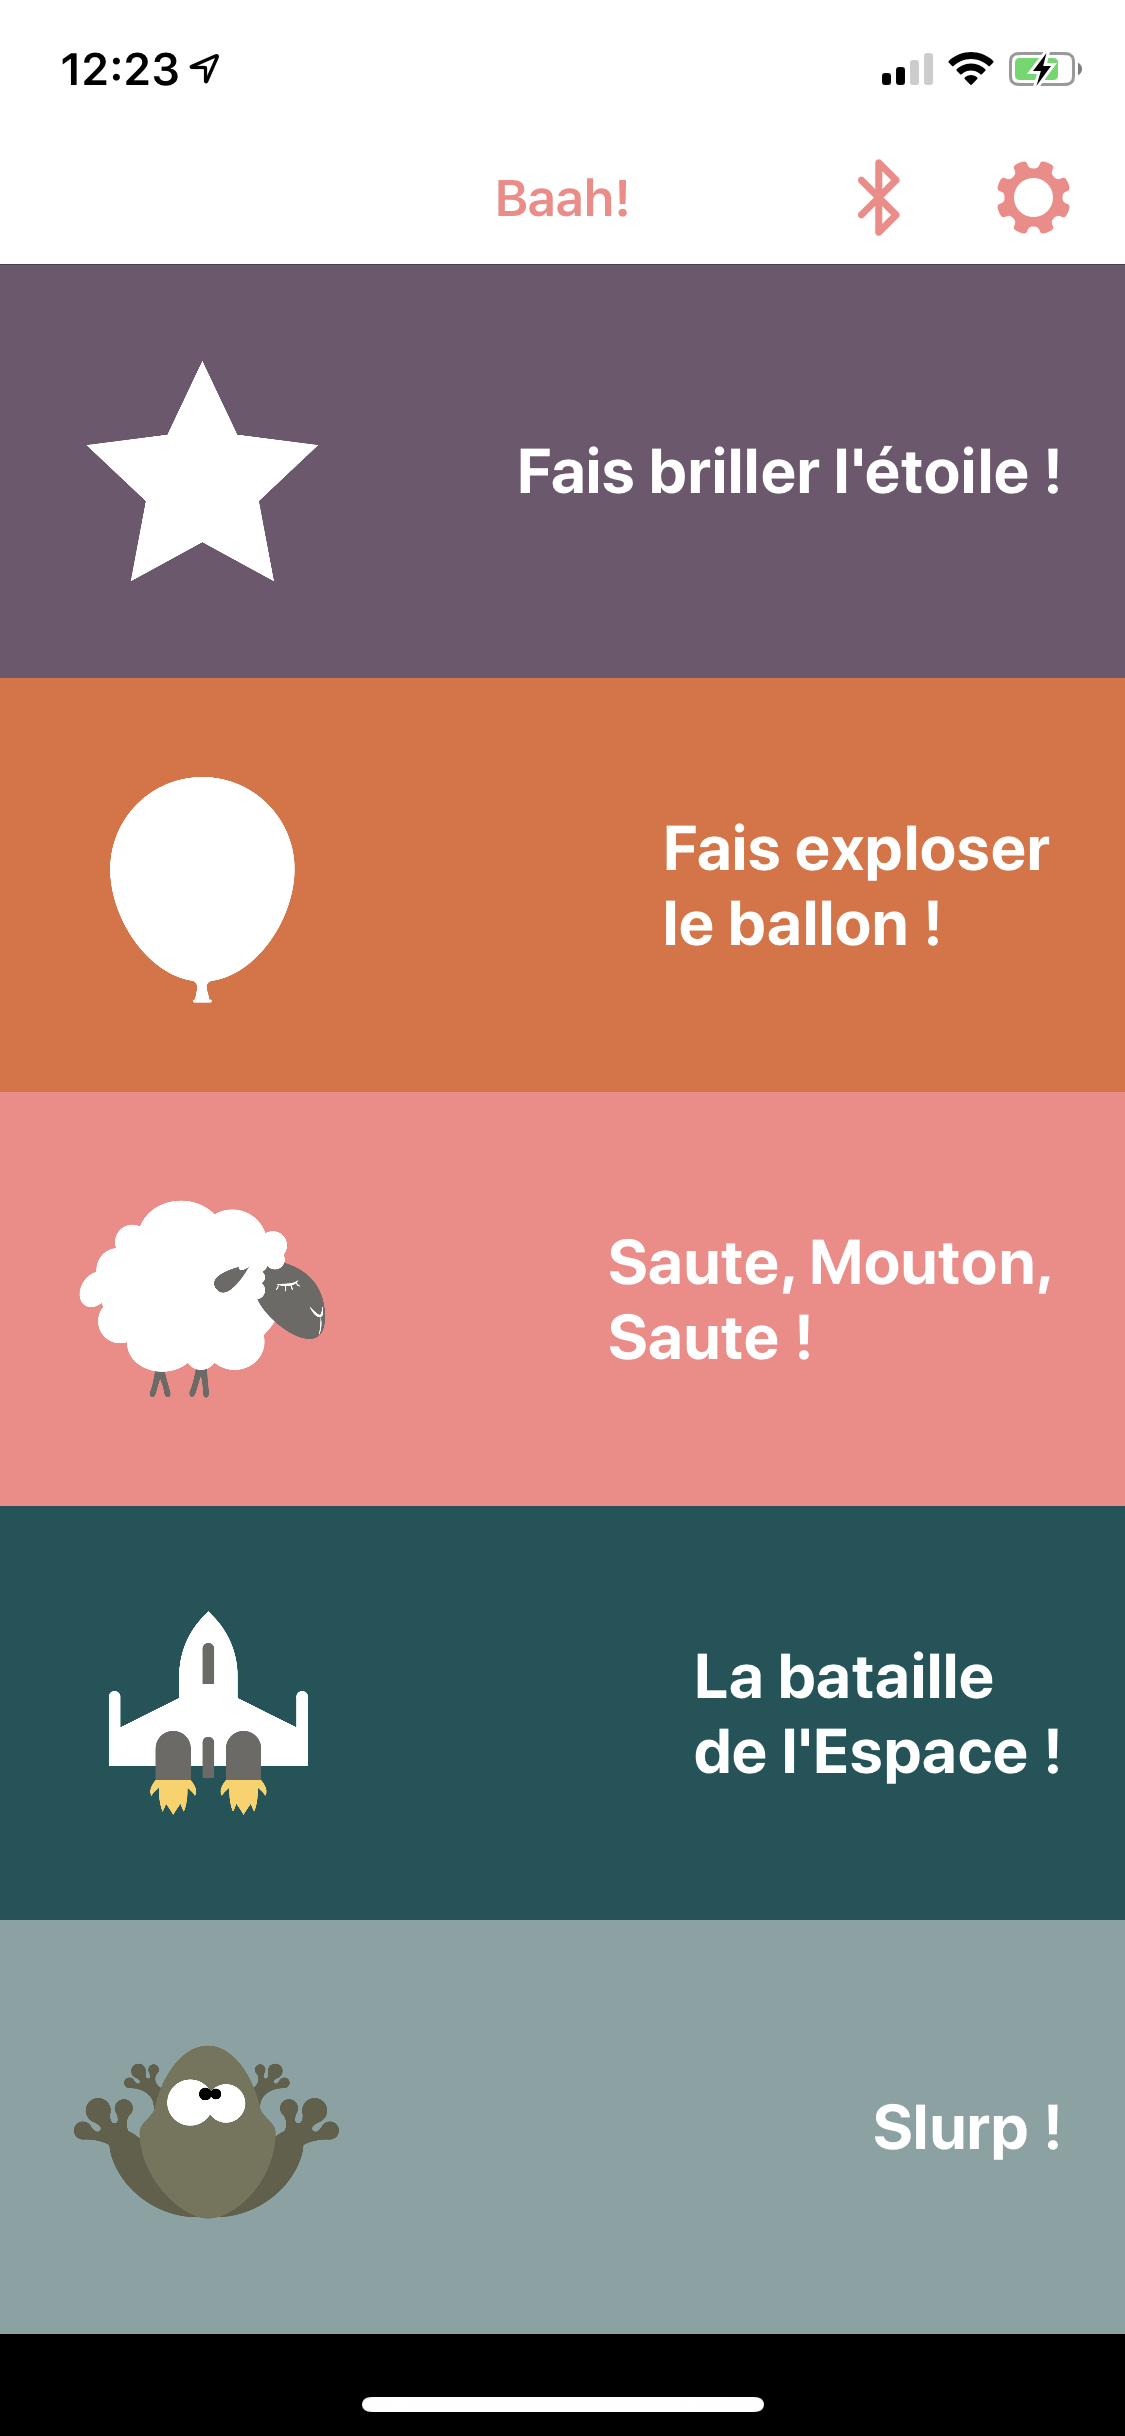 12:23
Baah!
Fais briller l'étoile !
Fais exploser
le ballon !
Saute, Mouton,
Saute !
La bataille
de l'Espace !
Slurp !